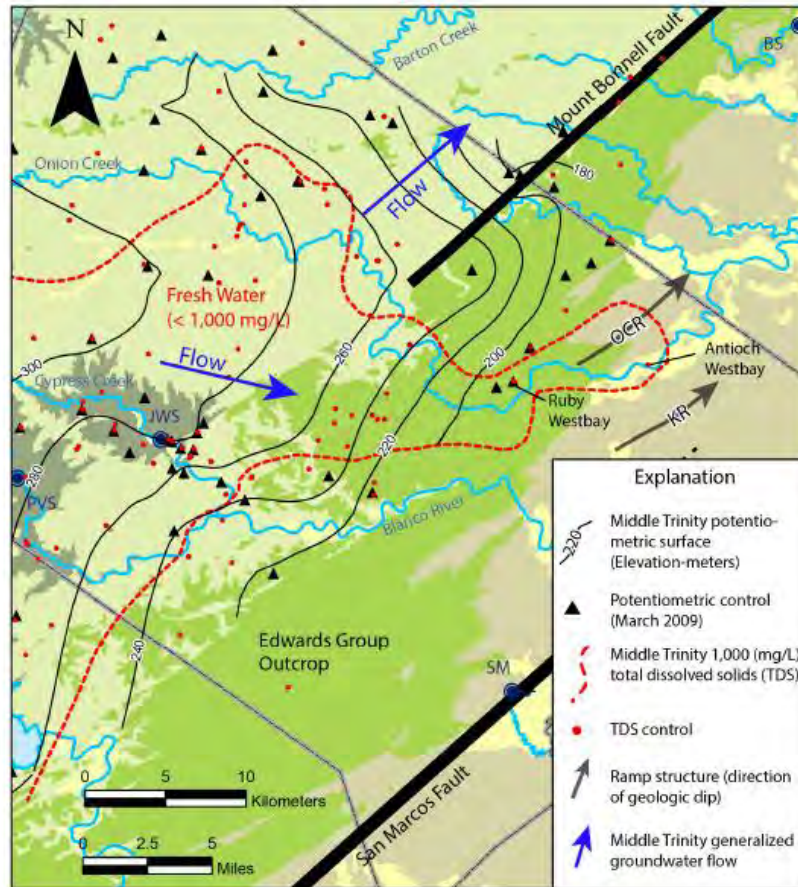 N
Barton Creek
Mount Bonnell Fault
BS
Onion Creek
Flow
180
Fresh Water
(< 1,000 mg/L)
300
Flow
260
200
OCR
Cypress Creek
Antioch
Westbay
JWS
Ruby
Westbay
KR
280
220
PVS
Blanco River
240
Edwards Group
Outcrop
SM
San Marcos Fault
0 5 10
Kilometers
0 2.5 5
Miles
Explanation
220
Middle Trinity potentio-
metric surface
(Elevation-meters)
Potentiometric control
(March 2009)
Middle Trinity 1,000 (mg/L)
total dissolved solids (TDS)
TDS control
Ramp structure (direction
of geologic dip)
Middle Trinity generalized
groundwater flow